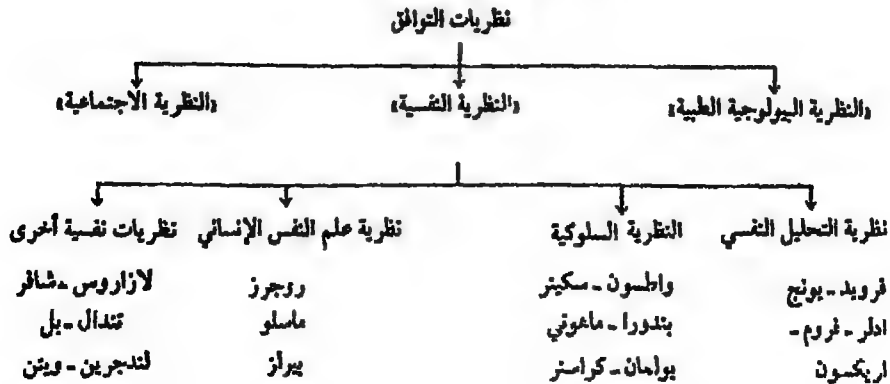 نظريات التوافق
«النظرية البيولوجية الطبية» «النظرية النفسية» «النظرية الاجتماعية»
نظرية التحليل النفسي النظرية السلوكية نظرية علم النفس الإنساني نظريات نفسية أخرى
فرويد - يونج واطسون - سكينر روجرز لازاروس - شافر
ادلر - فروم - بندورا - ماهوني ماسلو تندال - بل
اريكسون بولمان - كراسنر بيرلز لندجرين - ويتن